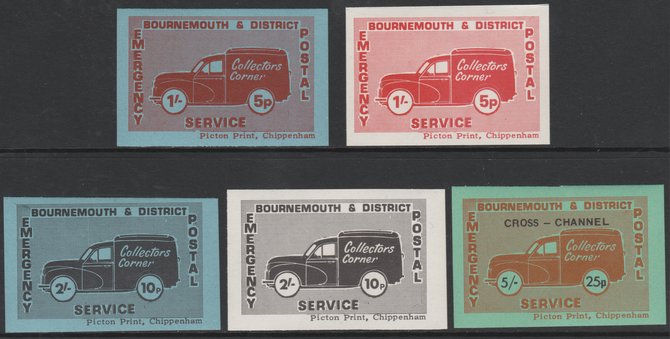 BOURNEMOUTH & DISTRICT
EMERGENCY
POSTAL
Collectors
Corner
1/- 5p
SERVICE
Picton Print, Chippenham
BOURNEMOUTH & DISTRICT
EMERGENCY
POSTAL
Collectors
Corner
1/- 5p
SERVICE
Picton Print, Chippenham
BOURNEMOUTH & DISTRICT
EMERGENCY
POSTAL
Collectors
Corner
2/- 10p
SERVICE
Picton Print, Chippenham
BOURNEMOUTH & DISTRICT
EMERGENCY
POSTAL
Collectors
Corner
2/- 10p
SERVICE
Picton Print, Chippenham
BOURNEMOUTH & DISTRICT
CROSS - CHANNEL
EMERGENCY
POSTAL
Collectors
Corner
5/- 25p
SERVICE
Picton Print, Chippenham